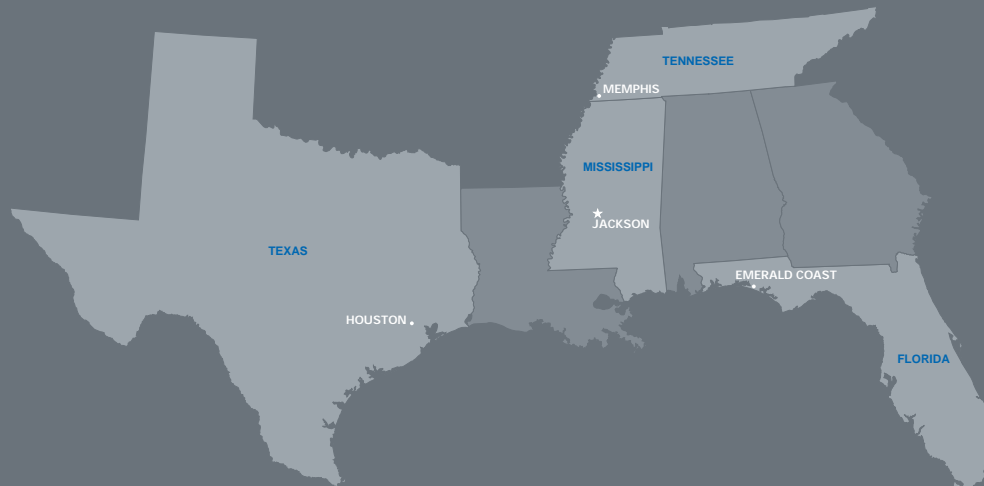 TENNESSEE
MEMPHIS
MISSISSIPPI
JACKSON
TEXAS
EMERALD COAST
HOUSTON
FLORIDA